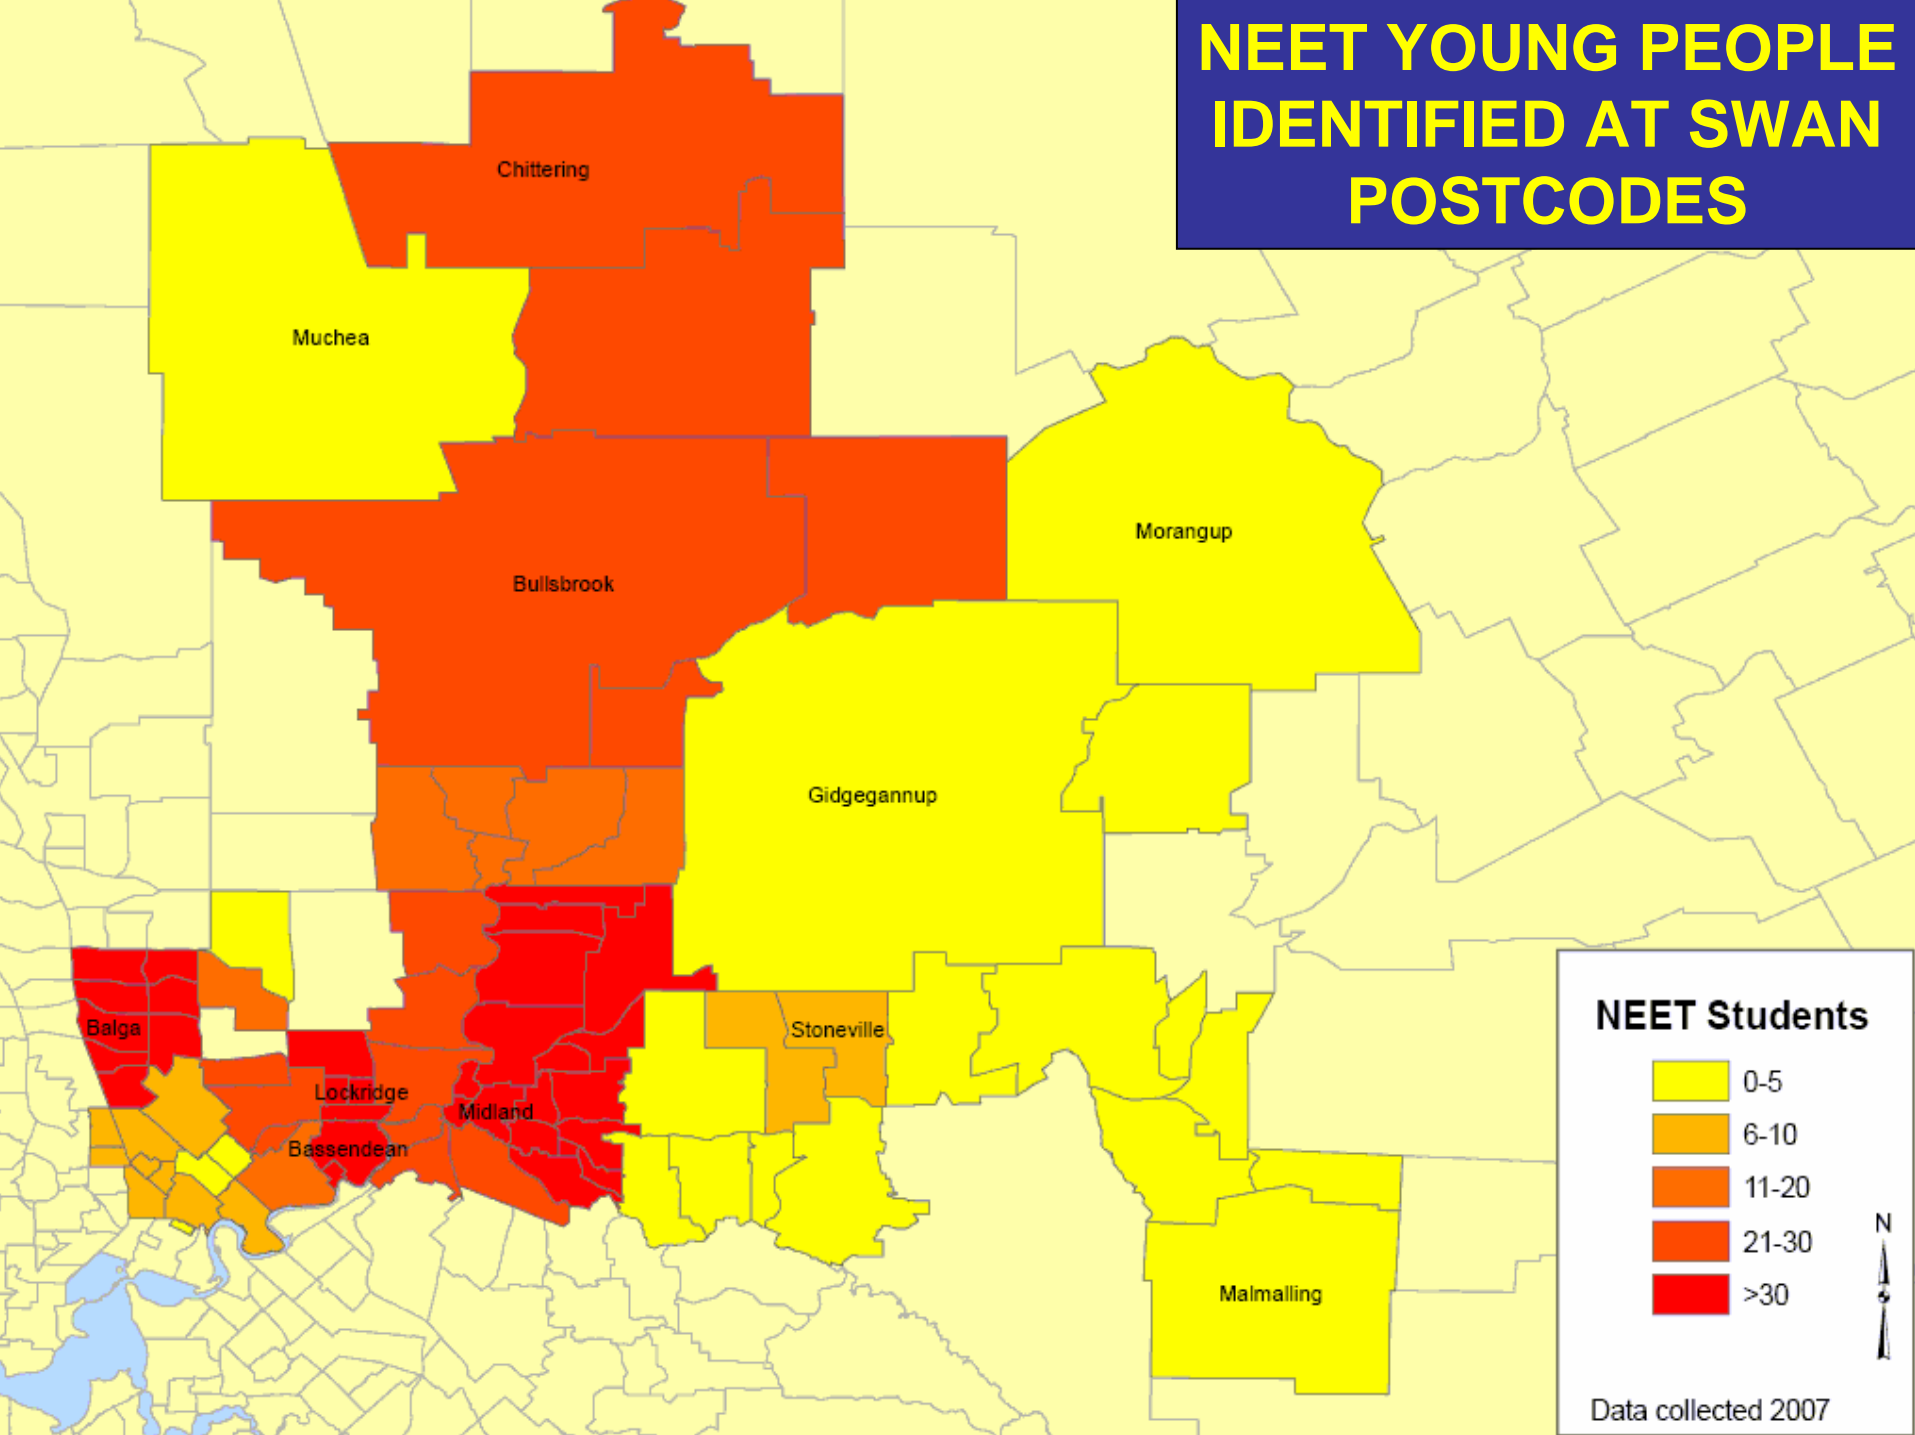 NEET YOUNG PEOPLE
IDENTIFIED AT SWAN
POSTCODES
Chittering
Muchea
Morangup
Bullsbrook
Gidgegannup
Balga
Stoneville
Lockridge
Midland
Bassendean
Malmalling
NEET Students
0-5
6-10
11-20
21-30
>30
N
Data collected 2007